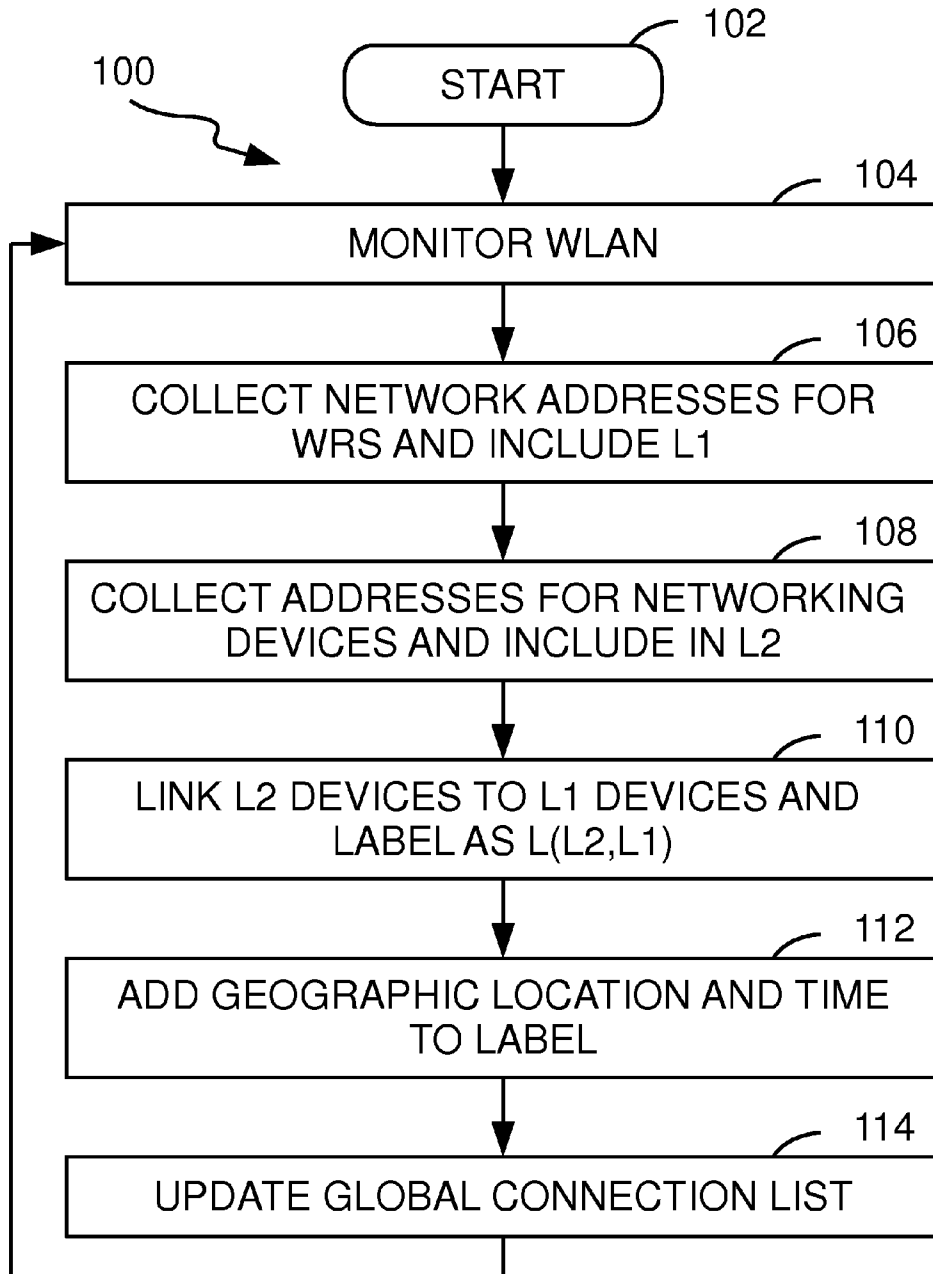 102
100
START
104
MONITOR WLAN
106
COLLECT NETWORK ADDRESSES FOR
WRS AND INCLUDE L1
108
COLLECT ADDRESSES FOR NETWORKING
DEVICES AND INCLUDE IN L2
110
LINK L2 DEVICES TO L1 DEVICES AND
LABEL AS L(L2,L1)
112
ADD GEOGRAPHIC LOCATION AND TIME
TO LABEL
114
UPDATE GLOBAL CONNECTION LIST